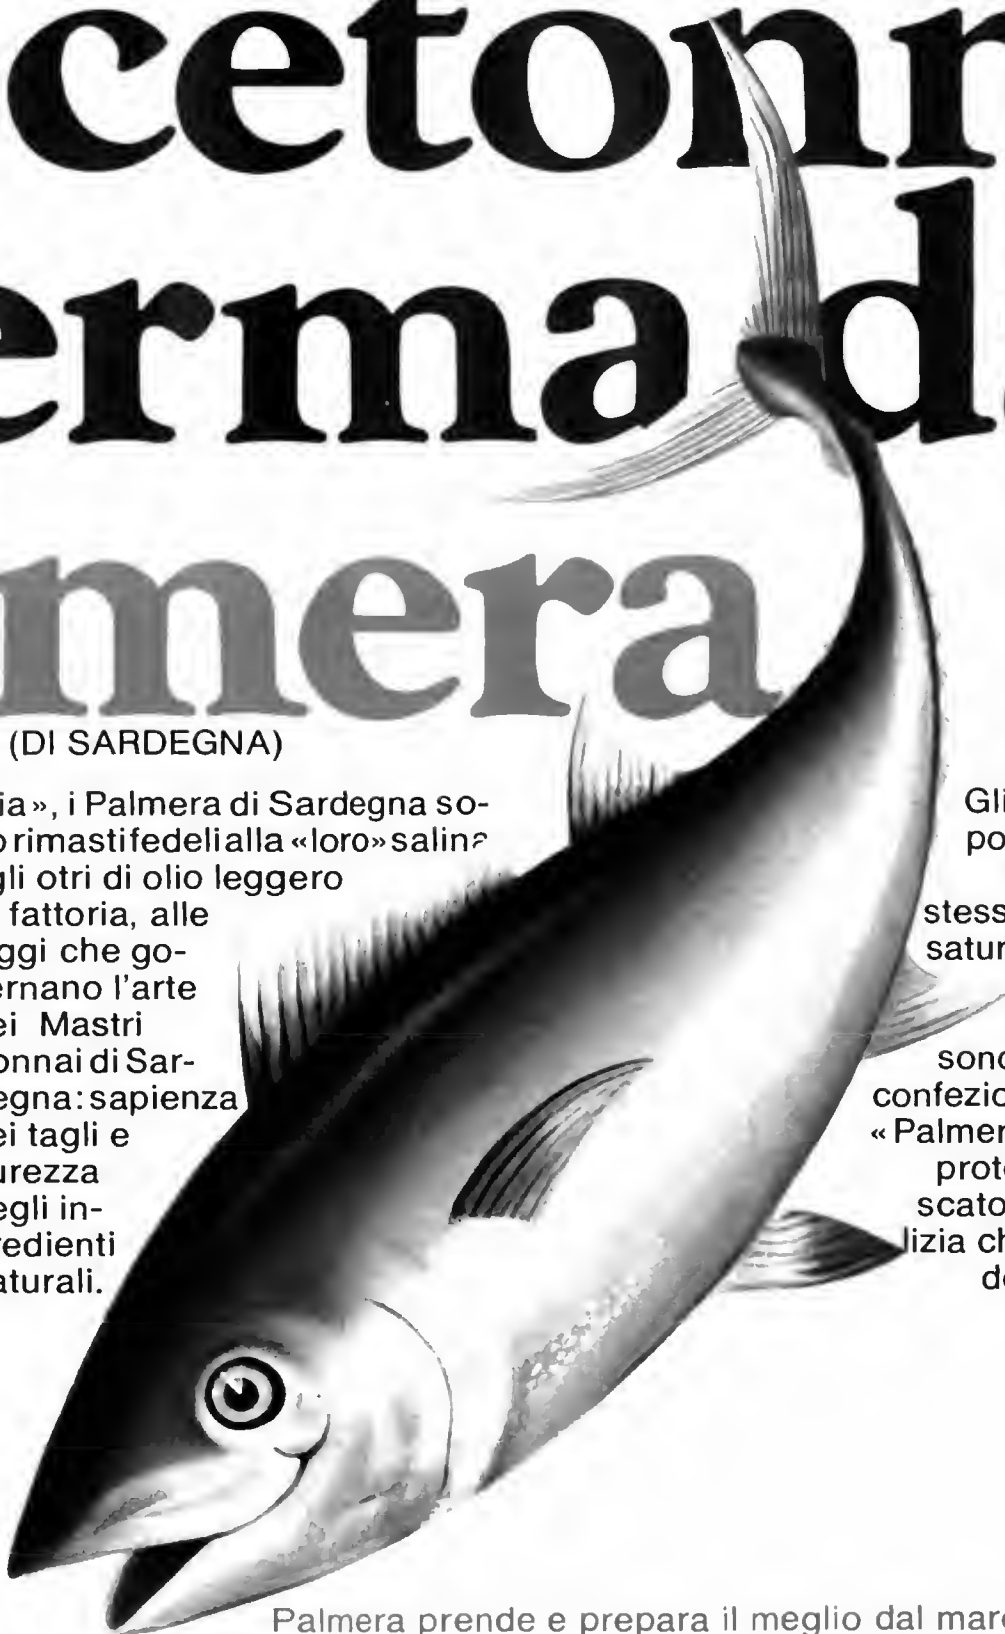 cetonn
erma da
mera
(DI SARDEGNA)
ia», i Palmera di Sardegna so-
o rimasti fedeli alla «loro» salina
gli otri di olio leggero
fattoria, alle
ggi che go-
ernano l'arte
ei Mastri
onnai di Sar-
egna: sapienza
ei tagli e
urezza
egli in-
redienti
aturali.
Gli
po
stess
satur
sono
confezio
«Palmer
prote
scato
lizia ch
de
Palmera prende e prepara il meglio dal mare